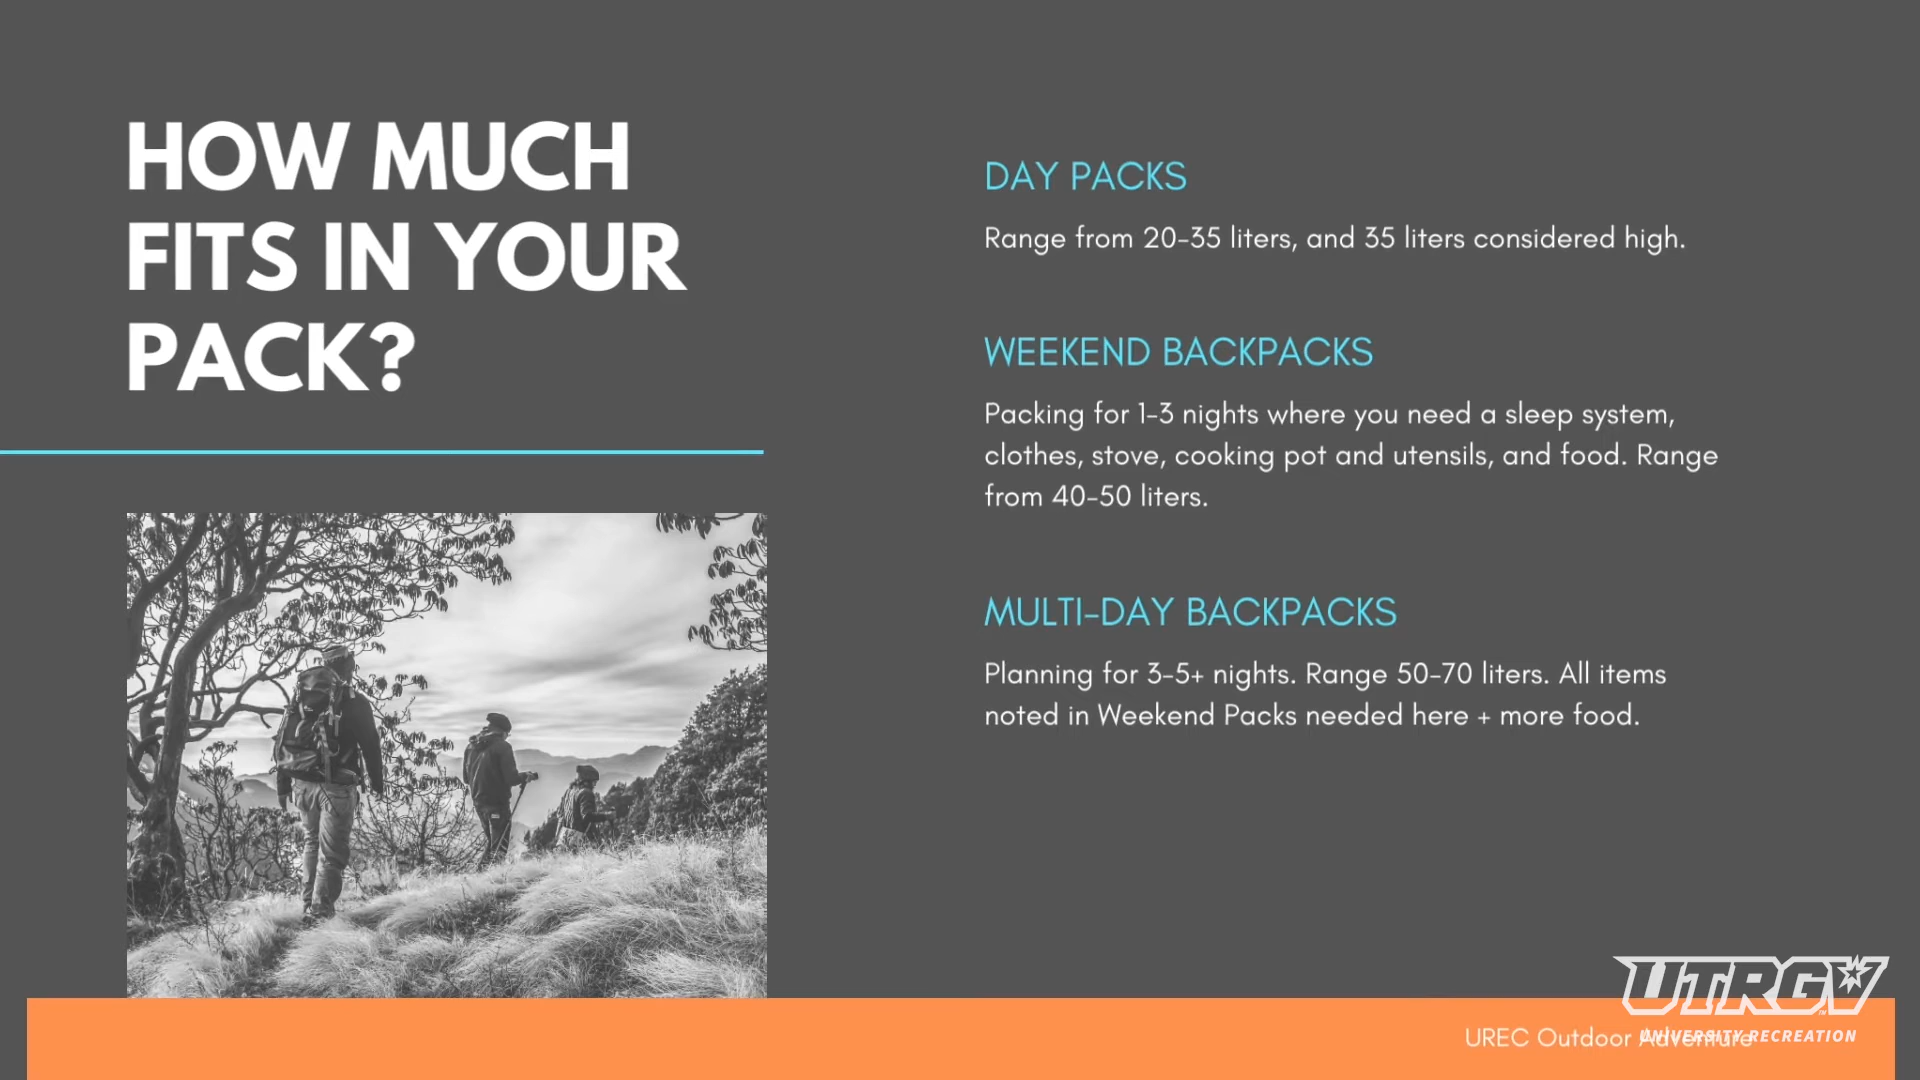 HOW MUCH
FITS IN YOUR
PACK?
DAY PACKS
Range from 20-35 liters, and 35 liters considered high.
WEEKEND BACKPACKS
Packing for 1-3 nights where you need a sleep system,
clothes, stove, cooking pot and utensils, and food. Range
from 40-50 liters.
MULTI-DAY BACKPACKS
Planning for 3-5+ nights. Range 50-70 liters. All items
noted in Weekend Packs needed here + more food.
UTRGV
UNIVERSITY RECREATION
UREC Outdoor Adventure